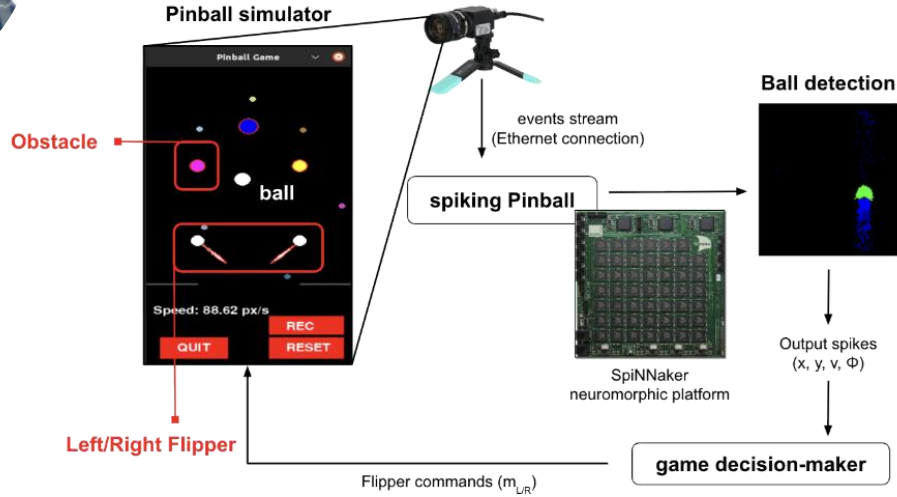 Pinball simulator
Pinball Game
Obstacle
ball
Speed: 88.62 px/s
REC
QUIT
RESET
Left/Right Flipper
events stream
(Ethernet connection)
spiking Pinball
SpiNNaker
neuromorphic platform
Ball detection
Output spikes
(x, y, v, Φ)
game decision-maker
Flipper commands (m_L/R)